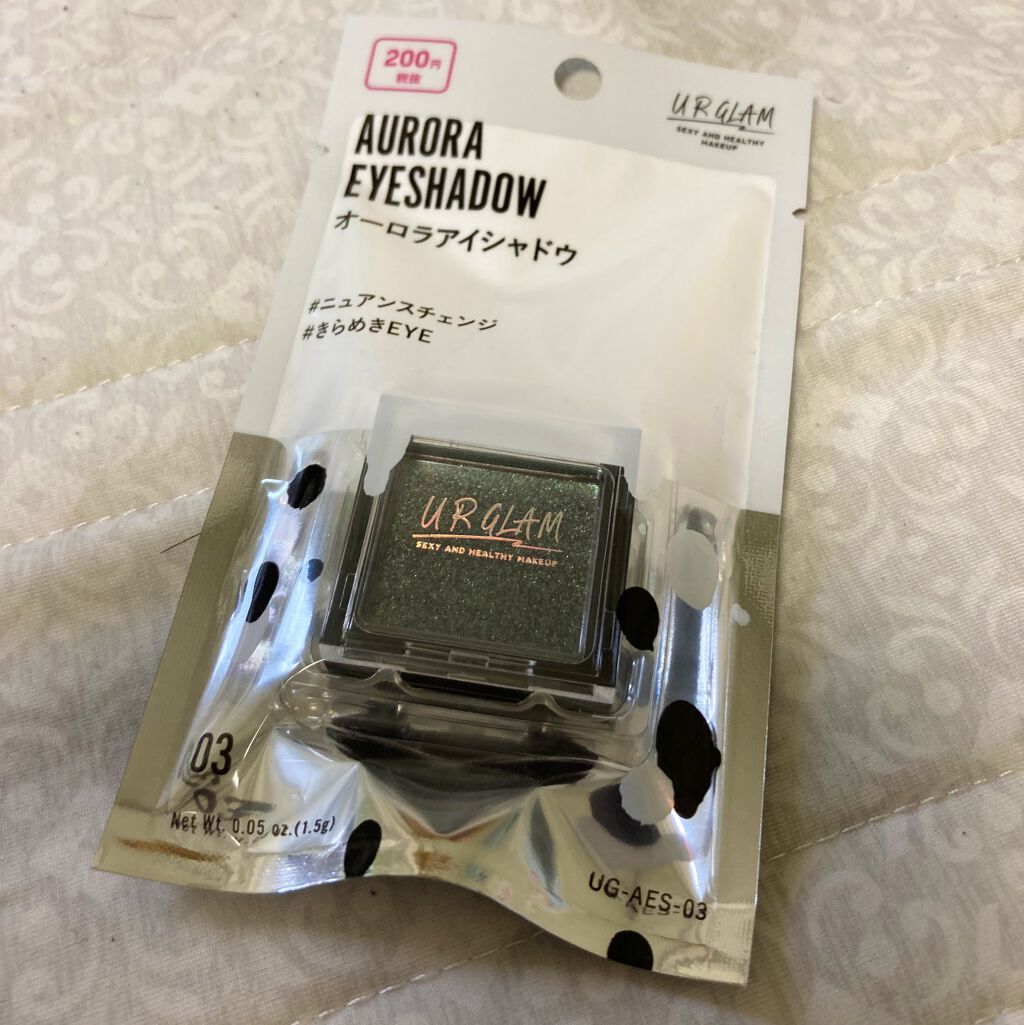 200円
税抜
UR GLAM
SEXY AND HEALTHY
MAKEUP
AURORA
EYESHADOW
オーロラアイシャドウ
#ニュアンスチェンジ
#きらめきEYE
UR GLAM
SEXY AND HEALTHY MAKEUP
03
Net Wt. 0.05 oz.(1.5g)
UG-AES-03